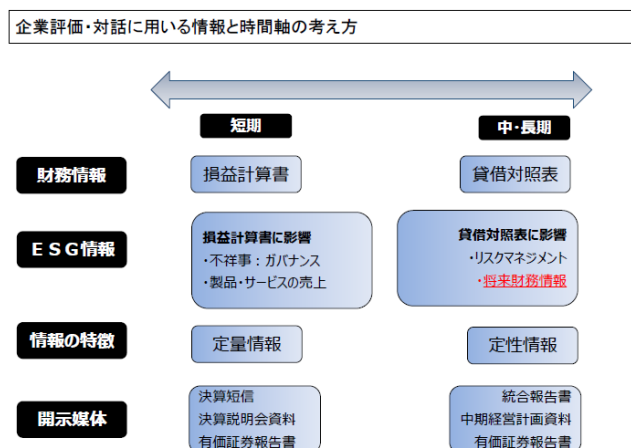 企業評価・対話に用いる情報と時間軸の考え方
短期
中・長期
財務情報
損益計算書
貸借対照表
ESG情報
損益計算書に影響
・不祥事：ガバナンス
・製品・サービスの売上
貸借対照表に影響
・リスクマネジメント
・将来財務情報
情報の特徴
定量情報
定性情報
開示媒体
決算短信
決算説明会資料
有価証券報告書
統合報告書
中期経営計画資料
有価証券報告書